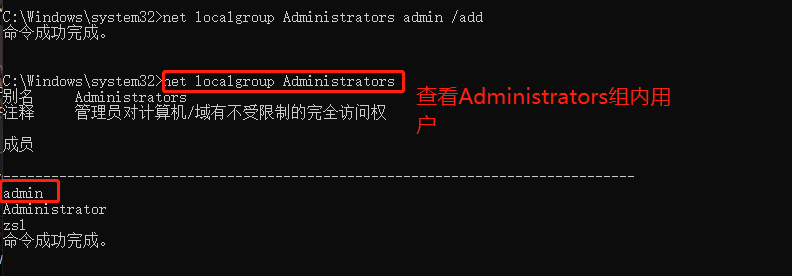 C:\Windows\system32>net localgroup Administrators admin /add
命令成功完成。
C:\Windows\system32>net localgroup Administrators
别名     Administrators
注释     管理员对计算机/域有不受限制的完全访问权
查看Administrators组内用
户
成员
-------------------------------------------------------------------------------
admin
Administrator
zsl
命令成功完成。